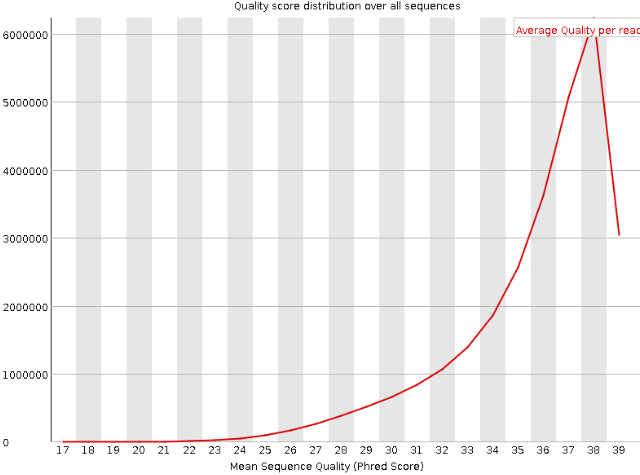 Quality score distribution over all sequences
Average Quality per read
6000000
5000000
4000000
3000000
2000000
1000000
0
17 18 19 20 21 22 23 24 25 26 27 28 29 30 31 32 33 34 35 36 37 38 39
Mean Sequence Quality (Phred Score)